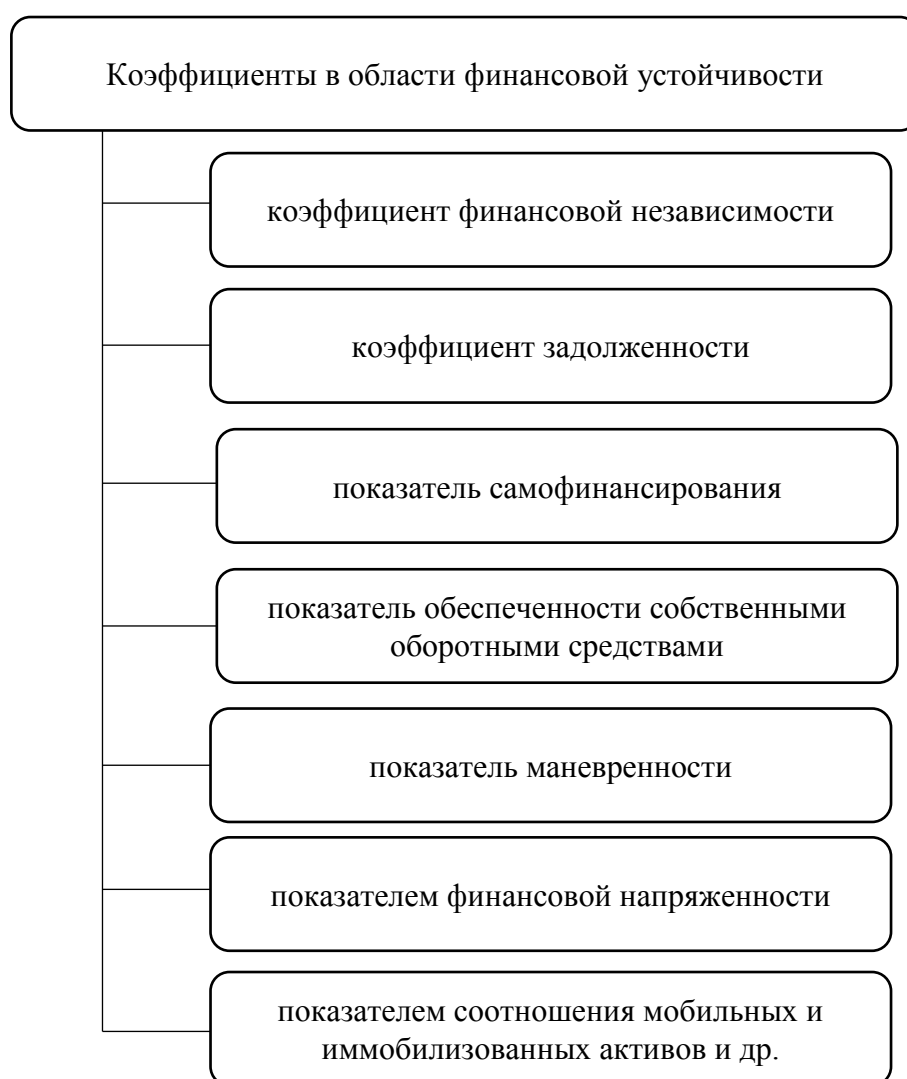 Коэффициенты в области финансовой устойчивости
коэффициент финансовой независимости
коэффициент задолженности
показатель самофинансирования
показатель обеспеченности собственными
оборотными средствами
показатель маневренности
показателем финансовой напряженности
показателем соотношения мобильных и
иммобилизованных активов и др.